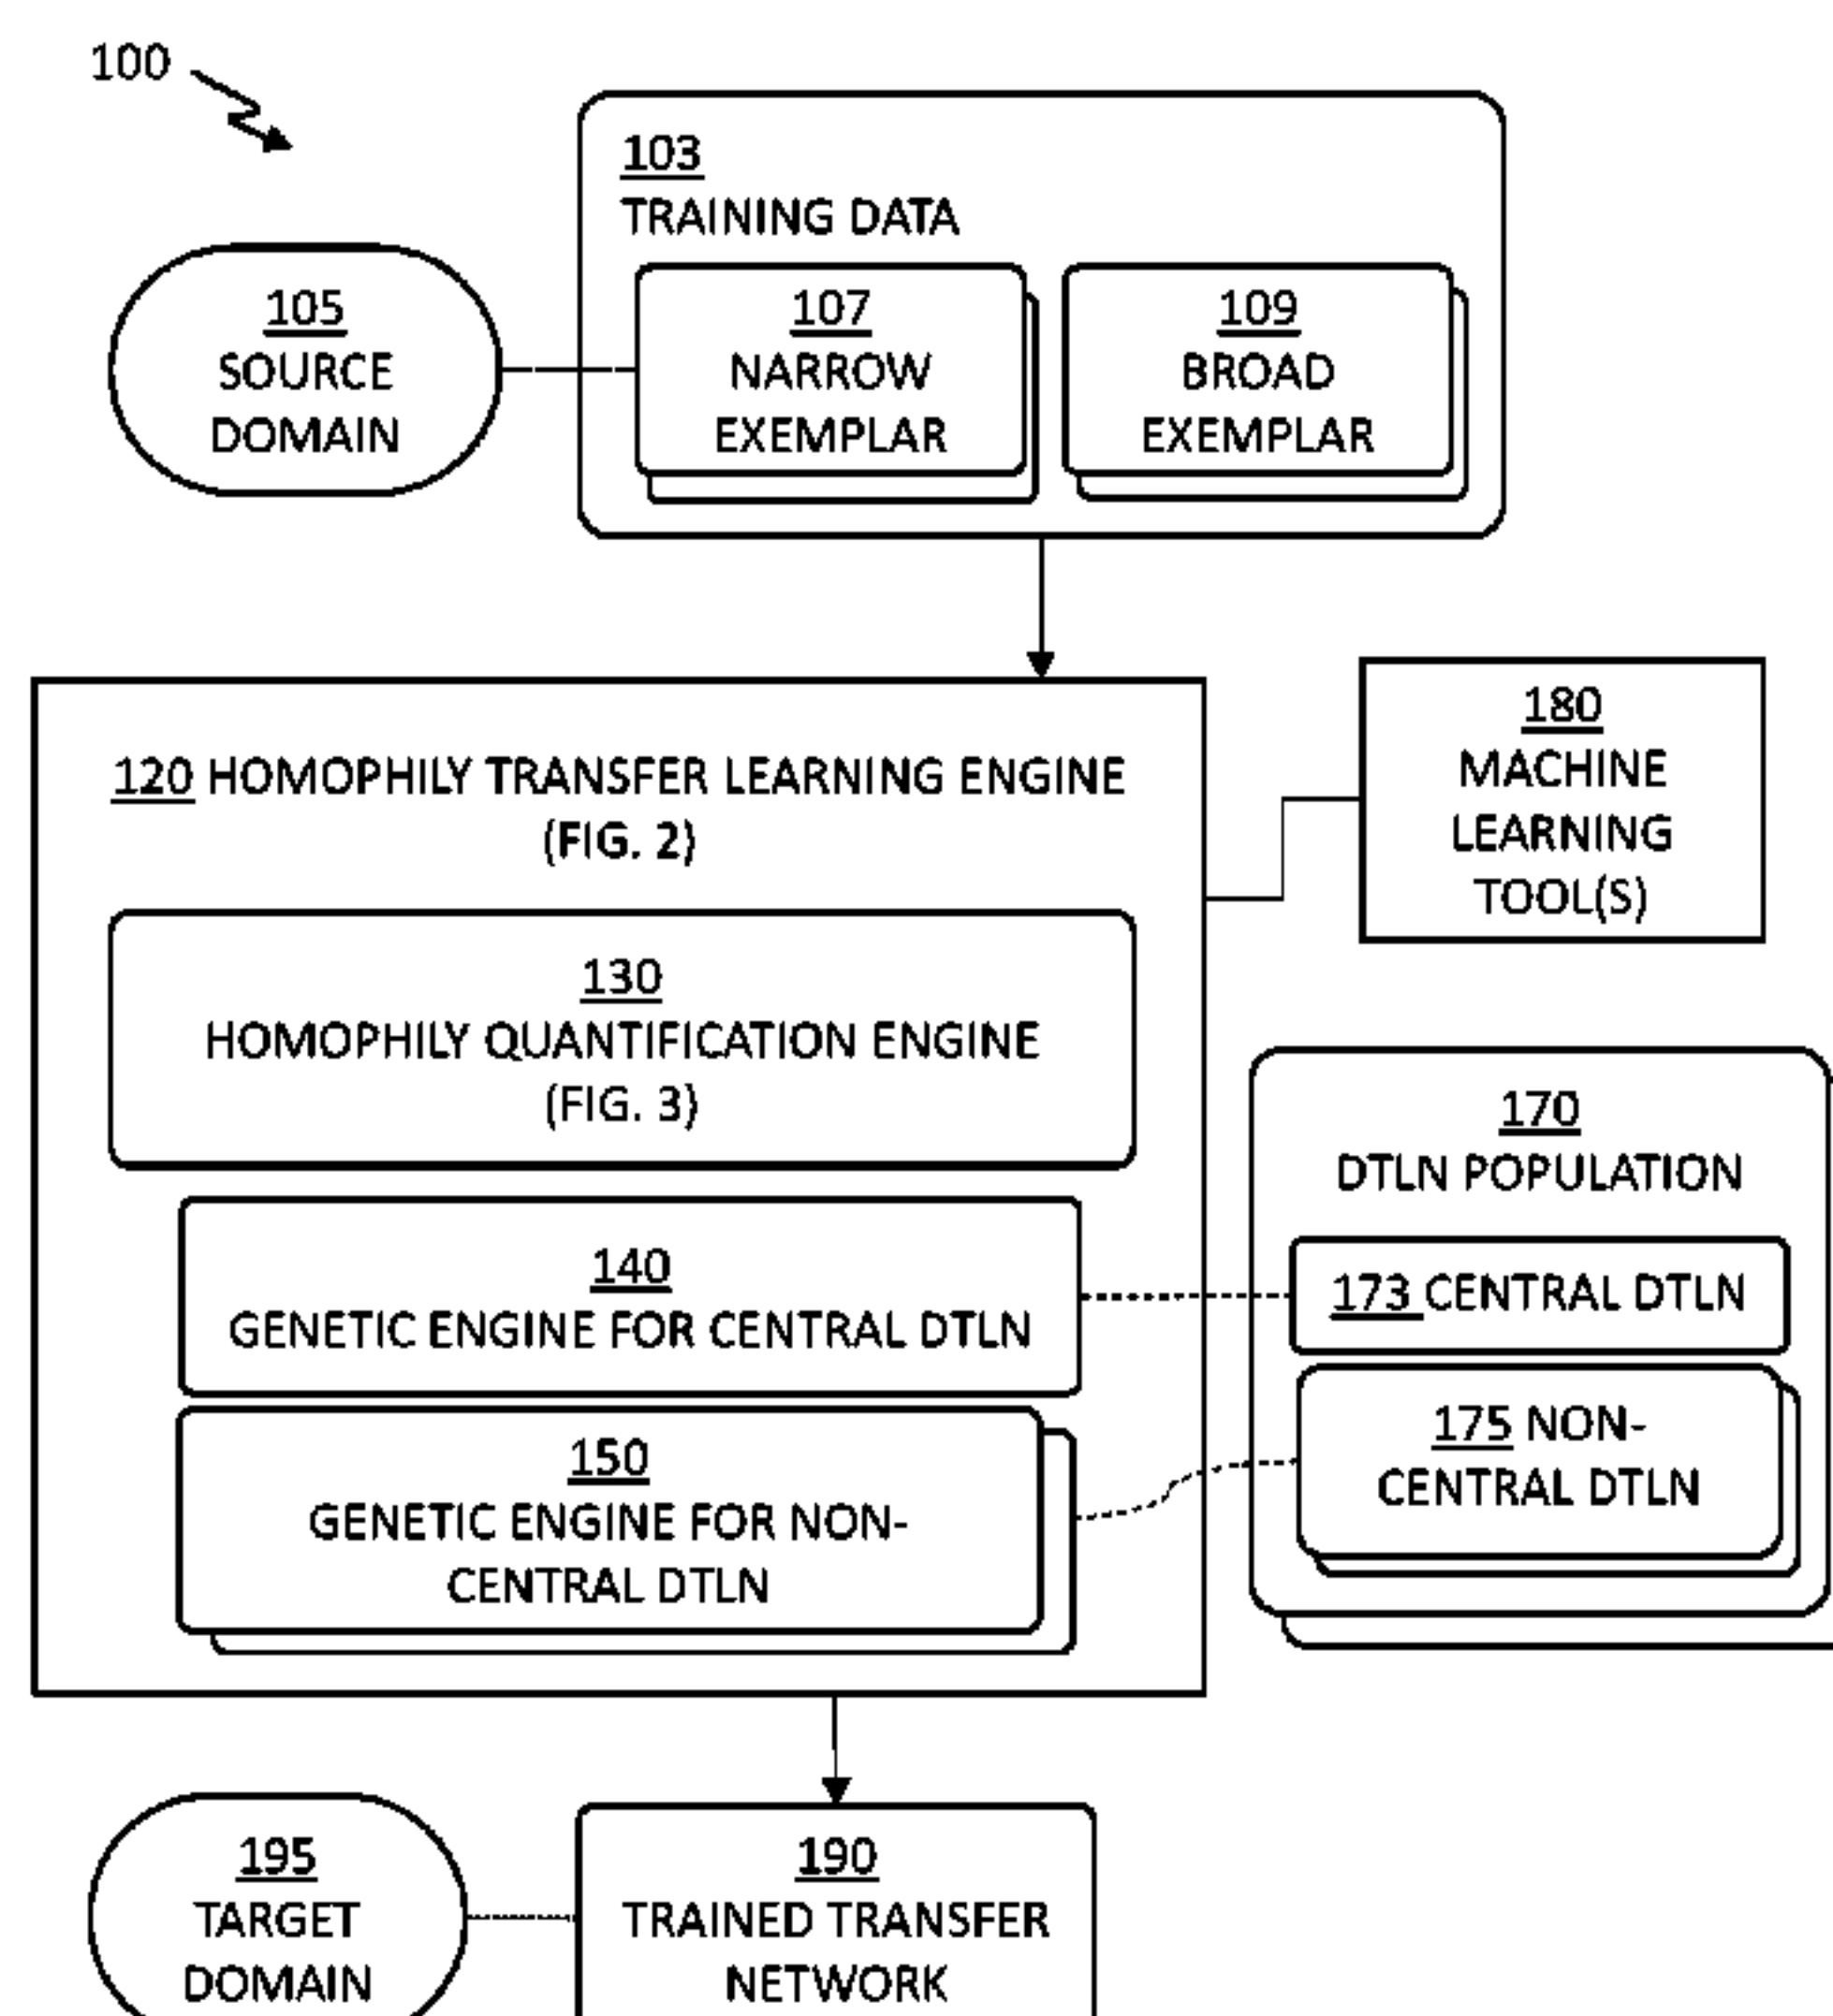 100
103
TRAINING DATA
105
SOURCE
DOMAIN
107
NARROW
EXEMPLAR
109
BROAD
EXEMPLAR
120 HOMOPHILY TRANSFER LEARNING ENGINE
(FIG. 2)
180
MACHINE
LEARNING
TOOL(S)
130
HOMOPHILY QUANTIFICATION ENGINE
(FIG. 3)
140
GENETIC ENGINE FOR CENTRAL DTLN
150
GENETIC ENGINE FOR NON-
CENTRAL DTLN
170
DTLN POPULATION
173 CENTRAL DTLN
175 NON-
CENTRAL DTLN
195
TARGET
DOMAIN
190
TRAINED TRANSFER
NETWORK